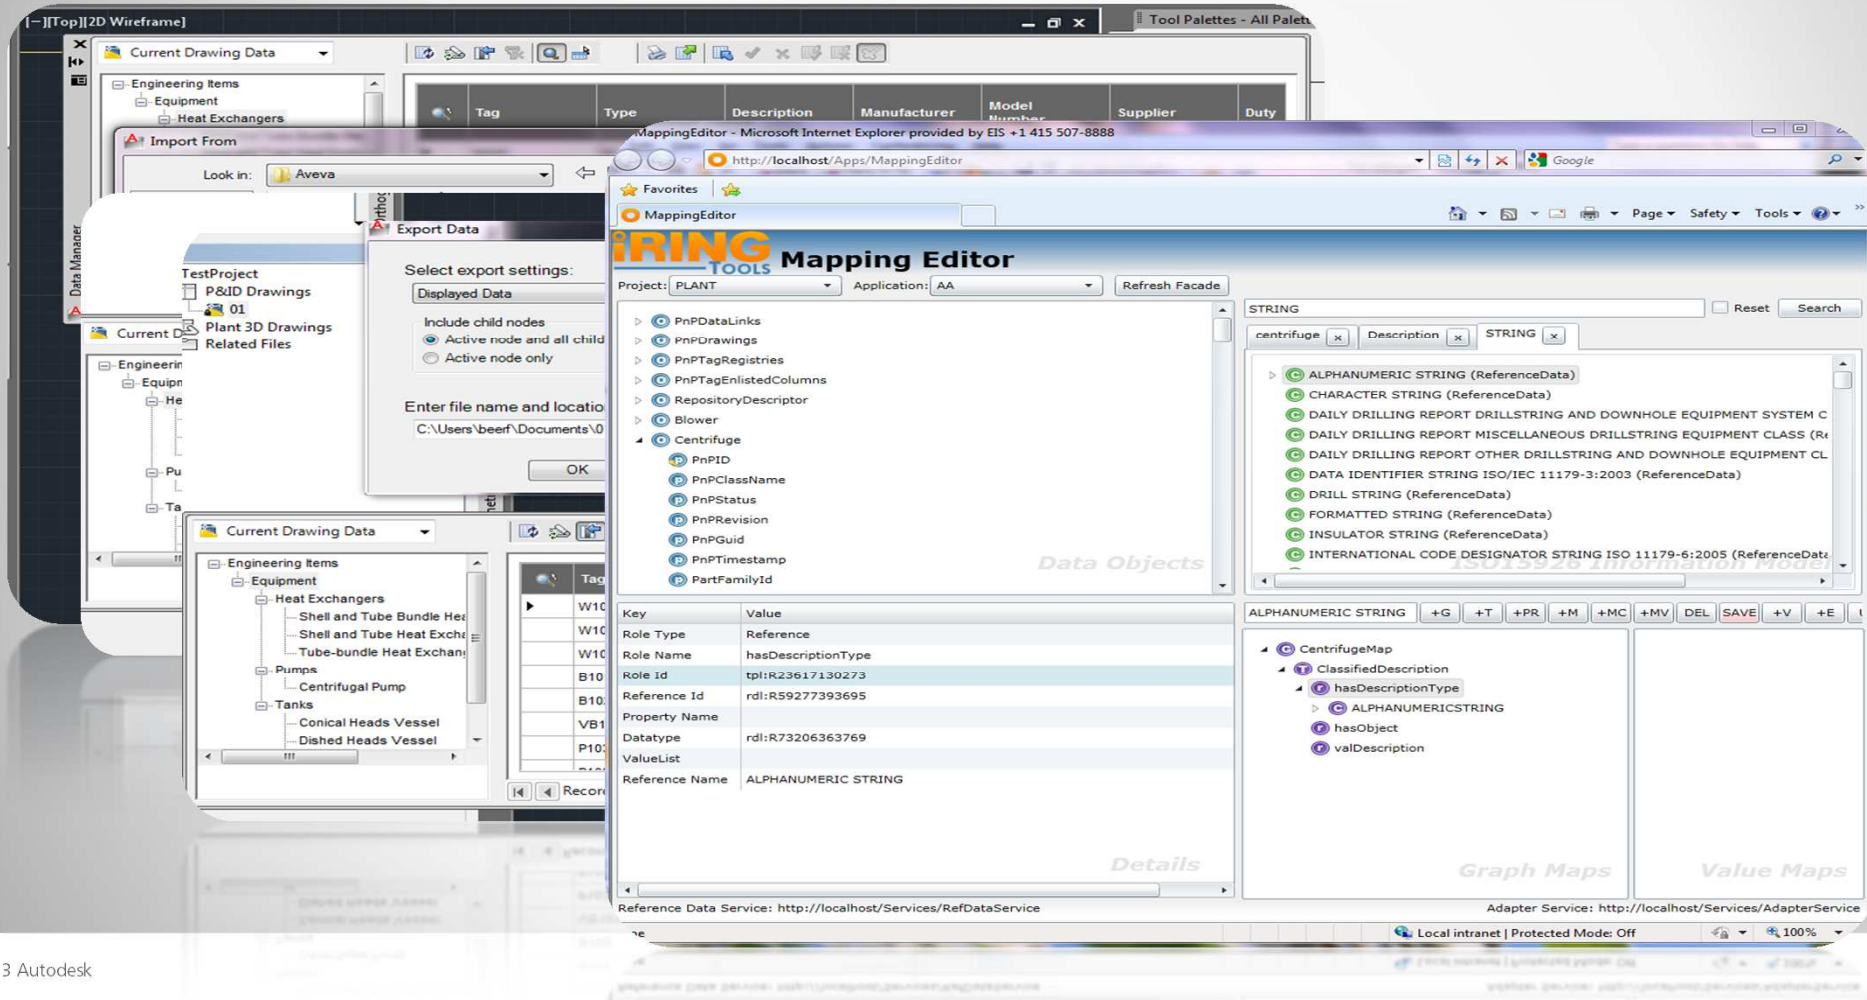 [−][Top][2D Wireframe]
Tool Palettes - All Palett
Current Drawing Data
Engineering Items
Equipment
Heat Exchangers
Tag
Type
Description
Manufacturer
Model
Number
Supplier
Duty
Import From
Look in:
Aveva
Data Manager
Export Data
Select export settings:
Displayed Data
Include child nodes
Active node and all child
Active node only
Enter file name and locatio
C:\Users\beerf\Documents\0
OK
TestProject
P&ID Drawings
01
Plant 3D Drawings
Related Files
Current D
Engineerin
Equipn
He
Pu
Ta
Current Drawing Data
Engineering Items
Equipment
Heat Exchangers
Shell and Tube Bundle Hea
Shell and Tube Heat Excha
Tube-bundle Heat Exchan
Pumps
Centrifugal Pump
Tanks
Conical Heads Vessel
Dished Heads Vessel
Tag
W10
W10
W10
B10
B10
VB1
P10
Recor
MappingEditor - Microsoft Internet Explorer provided by EIS +1 415 507-8888
http://localhost/Apps/MappingEditor
Google
Favorites
MappingEditor
Page
Safety
Tools
iRING TOOLS Mapping Editor
Project: PLANT
Application: AA
Refresh Facade
PnPDataLinks
PnPDrawings
PnPTagRegistries
PnPTagEnlistedColumns
RepositoryDescriptor
Blower
Centrifuge
PnPID
PnPClassName
PnPStatus
PnPRevision
PnPGuid
PnPTimestamp
PartFamilyId
Data Objects
STRING
Reset
Search
centrifuge x
Description x
STRING x
ALPHANUMERIC STRING (ReferenceData)
CHARACTER STRING (ReferenceData)
DAILY DRILLING REPORT DRILLSTRING AND DOWNHOLE EQUIPMENT SYSTEM C
DAILY DRILLING REPORT MISCELLANEOUS DRILLSTRING EQUIPMENT CLASS (Re
DAILY DRILLING REPORT OTHER DRILLSTRING AND DOWNHOLE EQUIPMENT CL
DATA IDENTIFIER STRING ISO/IEC 11179-3:2003 (ReferenceData)
DRILL STRING (ReferenceData)
FORMATTED STRING (ReferenceData)
INSULATOR STRING (ReferenceData)
INTERNATIONAL CODE DESIGNATOR STRING ISO 11179-6:2005 (ReferenceData
ISO15926 Information Model
Key Value
Role Type Reference
Role Name hasDescriptionType
Role Id tpl:R23617130273
Reference Id rdl:R59277393695
Property Name
Datatype rdl:R73206363769
ValueList
Reference Name ALPHANUMERIC STRING
Details
ALPHANUMERIC STRING +G +T +PR +M +MC +MV DEL SAVE +V +E
CentrifugeMap
ClassifiedDescription
hasDescriptionType
ALPHANUMERICSTRING
hasObject
valDescription
Graph Maps
Value Maps
Reference Data Service: http://localhost/Services/RefDataService
Adapter Service: http://localhost/Services/AdapterService
Local intranet | Protected Mode: Off
100%
3 Autodesk